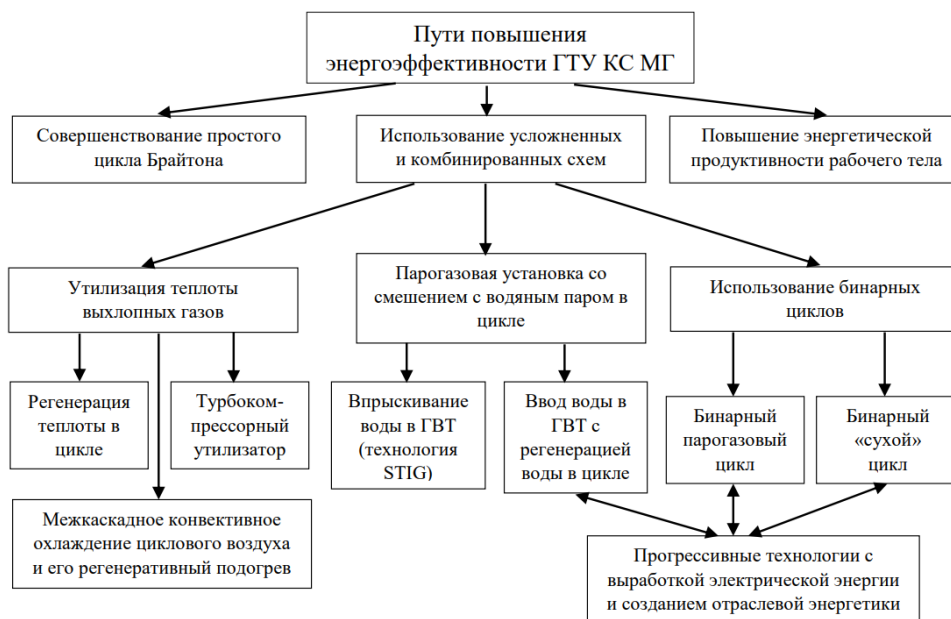 Пути повышения
энергоэффективности ГТУ КС МГ
Совершенствование простого
цикла Брайтона
Использование усложненных
и комбинированных схем
Повышение энергетической
продуктивности рабочего тела
Утилизация теплоты
выхлопных газов
Парогазовая установка со
смешением с водяным паром в
цикле
Использование бинарных
циклов
Регенерация
теплоты в
цикле
Турбоком-
прессорный
утилизатор
Впрыскивание
воды в ГВТ
(технология
STIG)
Ввод воды в
ГВТ с
регенерацией
воды в цикле
Бинарный
парогазовый
цикл
Бинарный
«сухой»
цикл
Межкаскадное конвективное
охлаждение циклового воздуха
и его регенеративный подогрев
Прогрессивные технологии с
выработкой электрической энергии
и созданием отраслевой энергетики